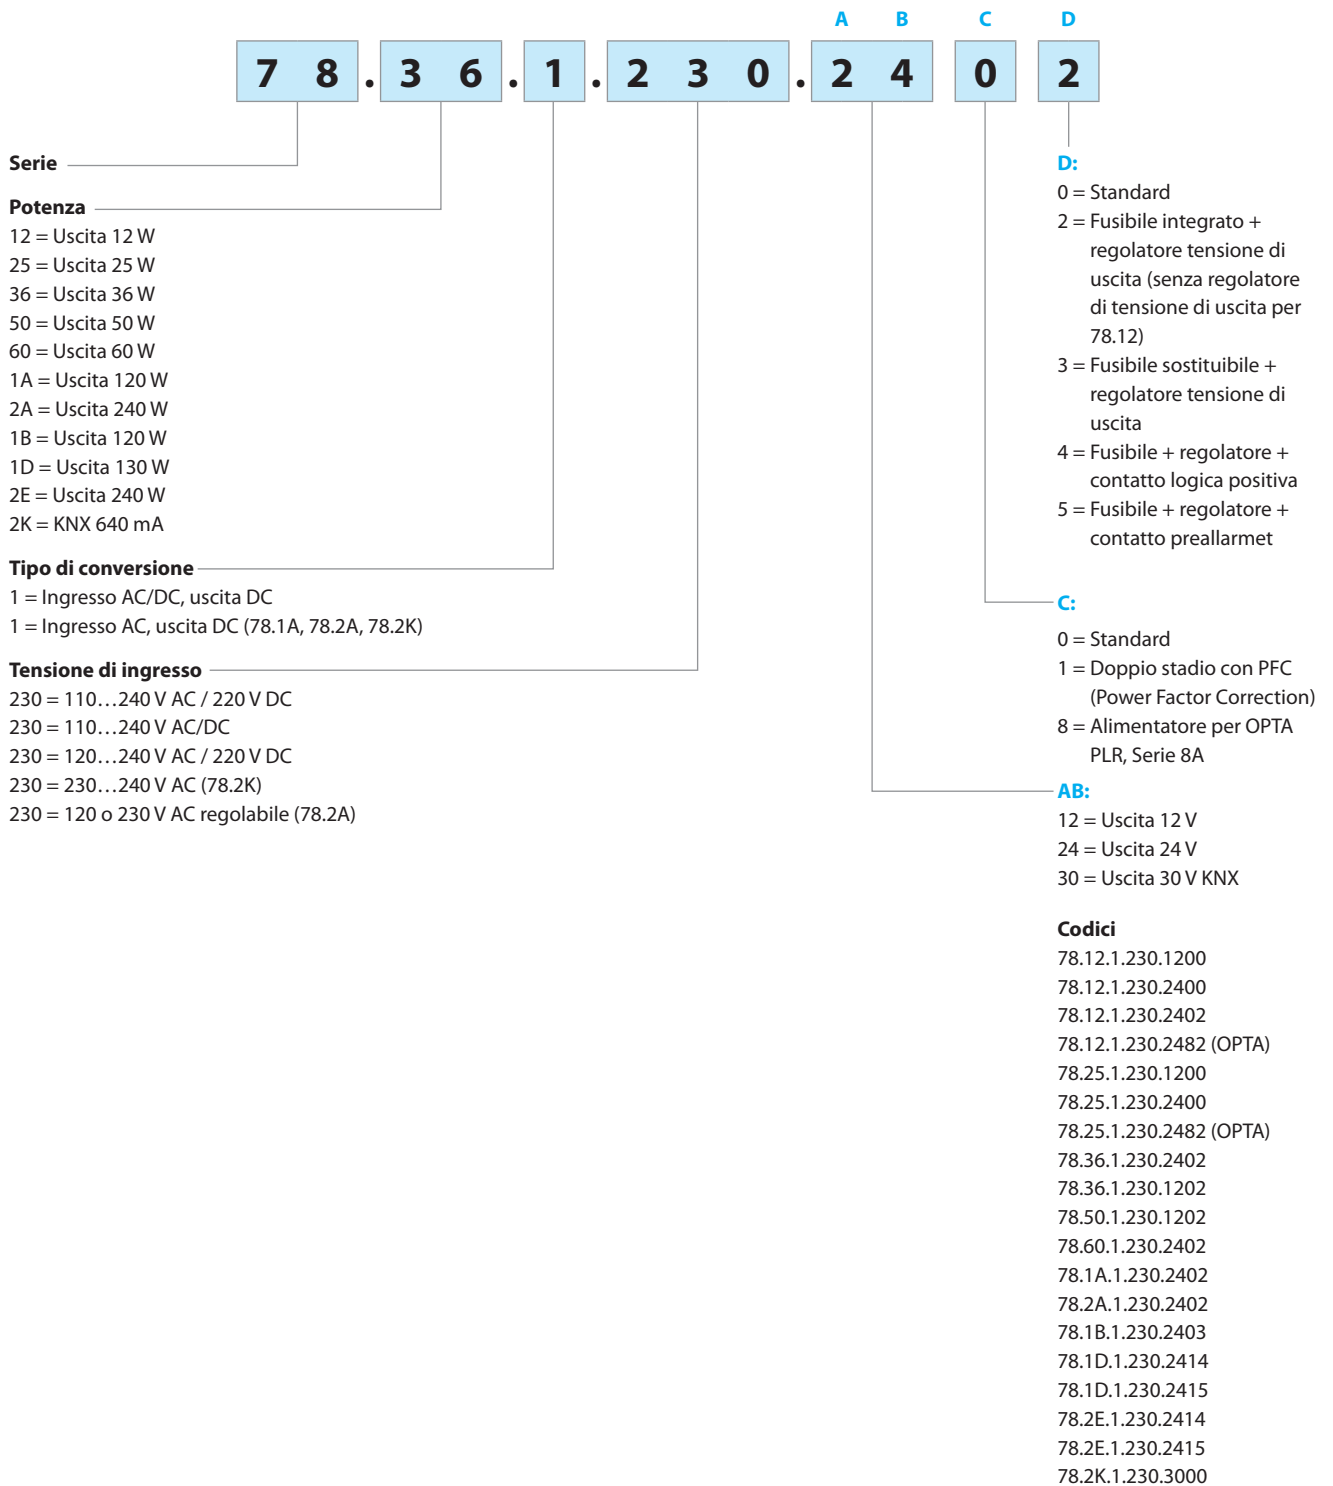 A B C D
7 8 . 3 6 . 1 . 2 3 0 . 2 4 0 2
Serie
Potenza
12 = Uscita 12 W
25 = Uscita 25 W
36 = Uscita 36 W
50 = Uscita 50 W
60 = Uscita 60 W
1A = Uscita 120 W
2A = Uscita 240 W
1B = Uscita 120 W
1D = Uscita 130 W
2E = Uscita 240 W
2K = KNX 640 mA
Tipo di conversione
1 = Ingresso AC/DC, uscita DC
1 = Ingresso AC, uscita DC (78.1A, 78.2A, 78.2K)
Tensione di ingresso
230 = 110…240 V AC / 220 V DC
230 = 110…240 V AC/DC
230 = 120…240 V AC / 220 V DC
230 = 230…240 V AC (78.2K)
230 = 120 o 230 V AC regolabile (78.2A)
D:
0 = Standard
2 = Fusibile integrato +
regolatore tensione di
uscita (senza regolatore
di tensione di uscita per
78.12)
3 = Fusibile sostituibile +
regolatore tensione di
uscita
4 = Fusibile + regolatore +
contatto logica positiva
5 = Fusibile + regolatore +
contatto preallarmet
C:
0 = Standard
1 = Doppio stadio con PFC
(Power Factor Correction)
8 = Alimentatore per OPTA
PLR, Serie 8A
AB:
12 = Uscita 12 V
24 = Uscita 24 V
30 = Uscita 30 V KNX
Codici
78.12.1.230.1200
78.12.1.230.2400
78.12.1.230.2402
78.12.1.230.2482 (OPTA)
78.25.1.230.1200
78.25.1.230.2400
78.25.1.230.2482 (OPTA)
78.36.1.230.2402
78.36.1.230.1202
78.50.1.230.1202
78.60.1.230.2402
78.1A.1.230.2402
78.2A.1.230.2402
78.1B.1.230.2403
78.1D.1.230.2414
78.1D.1.230.2415
78.2E.1.230.2414
78.2E.1.230.2415
78.2K.1.230.3000